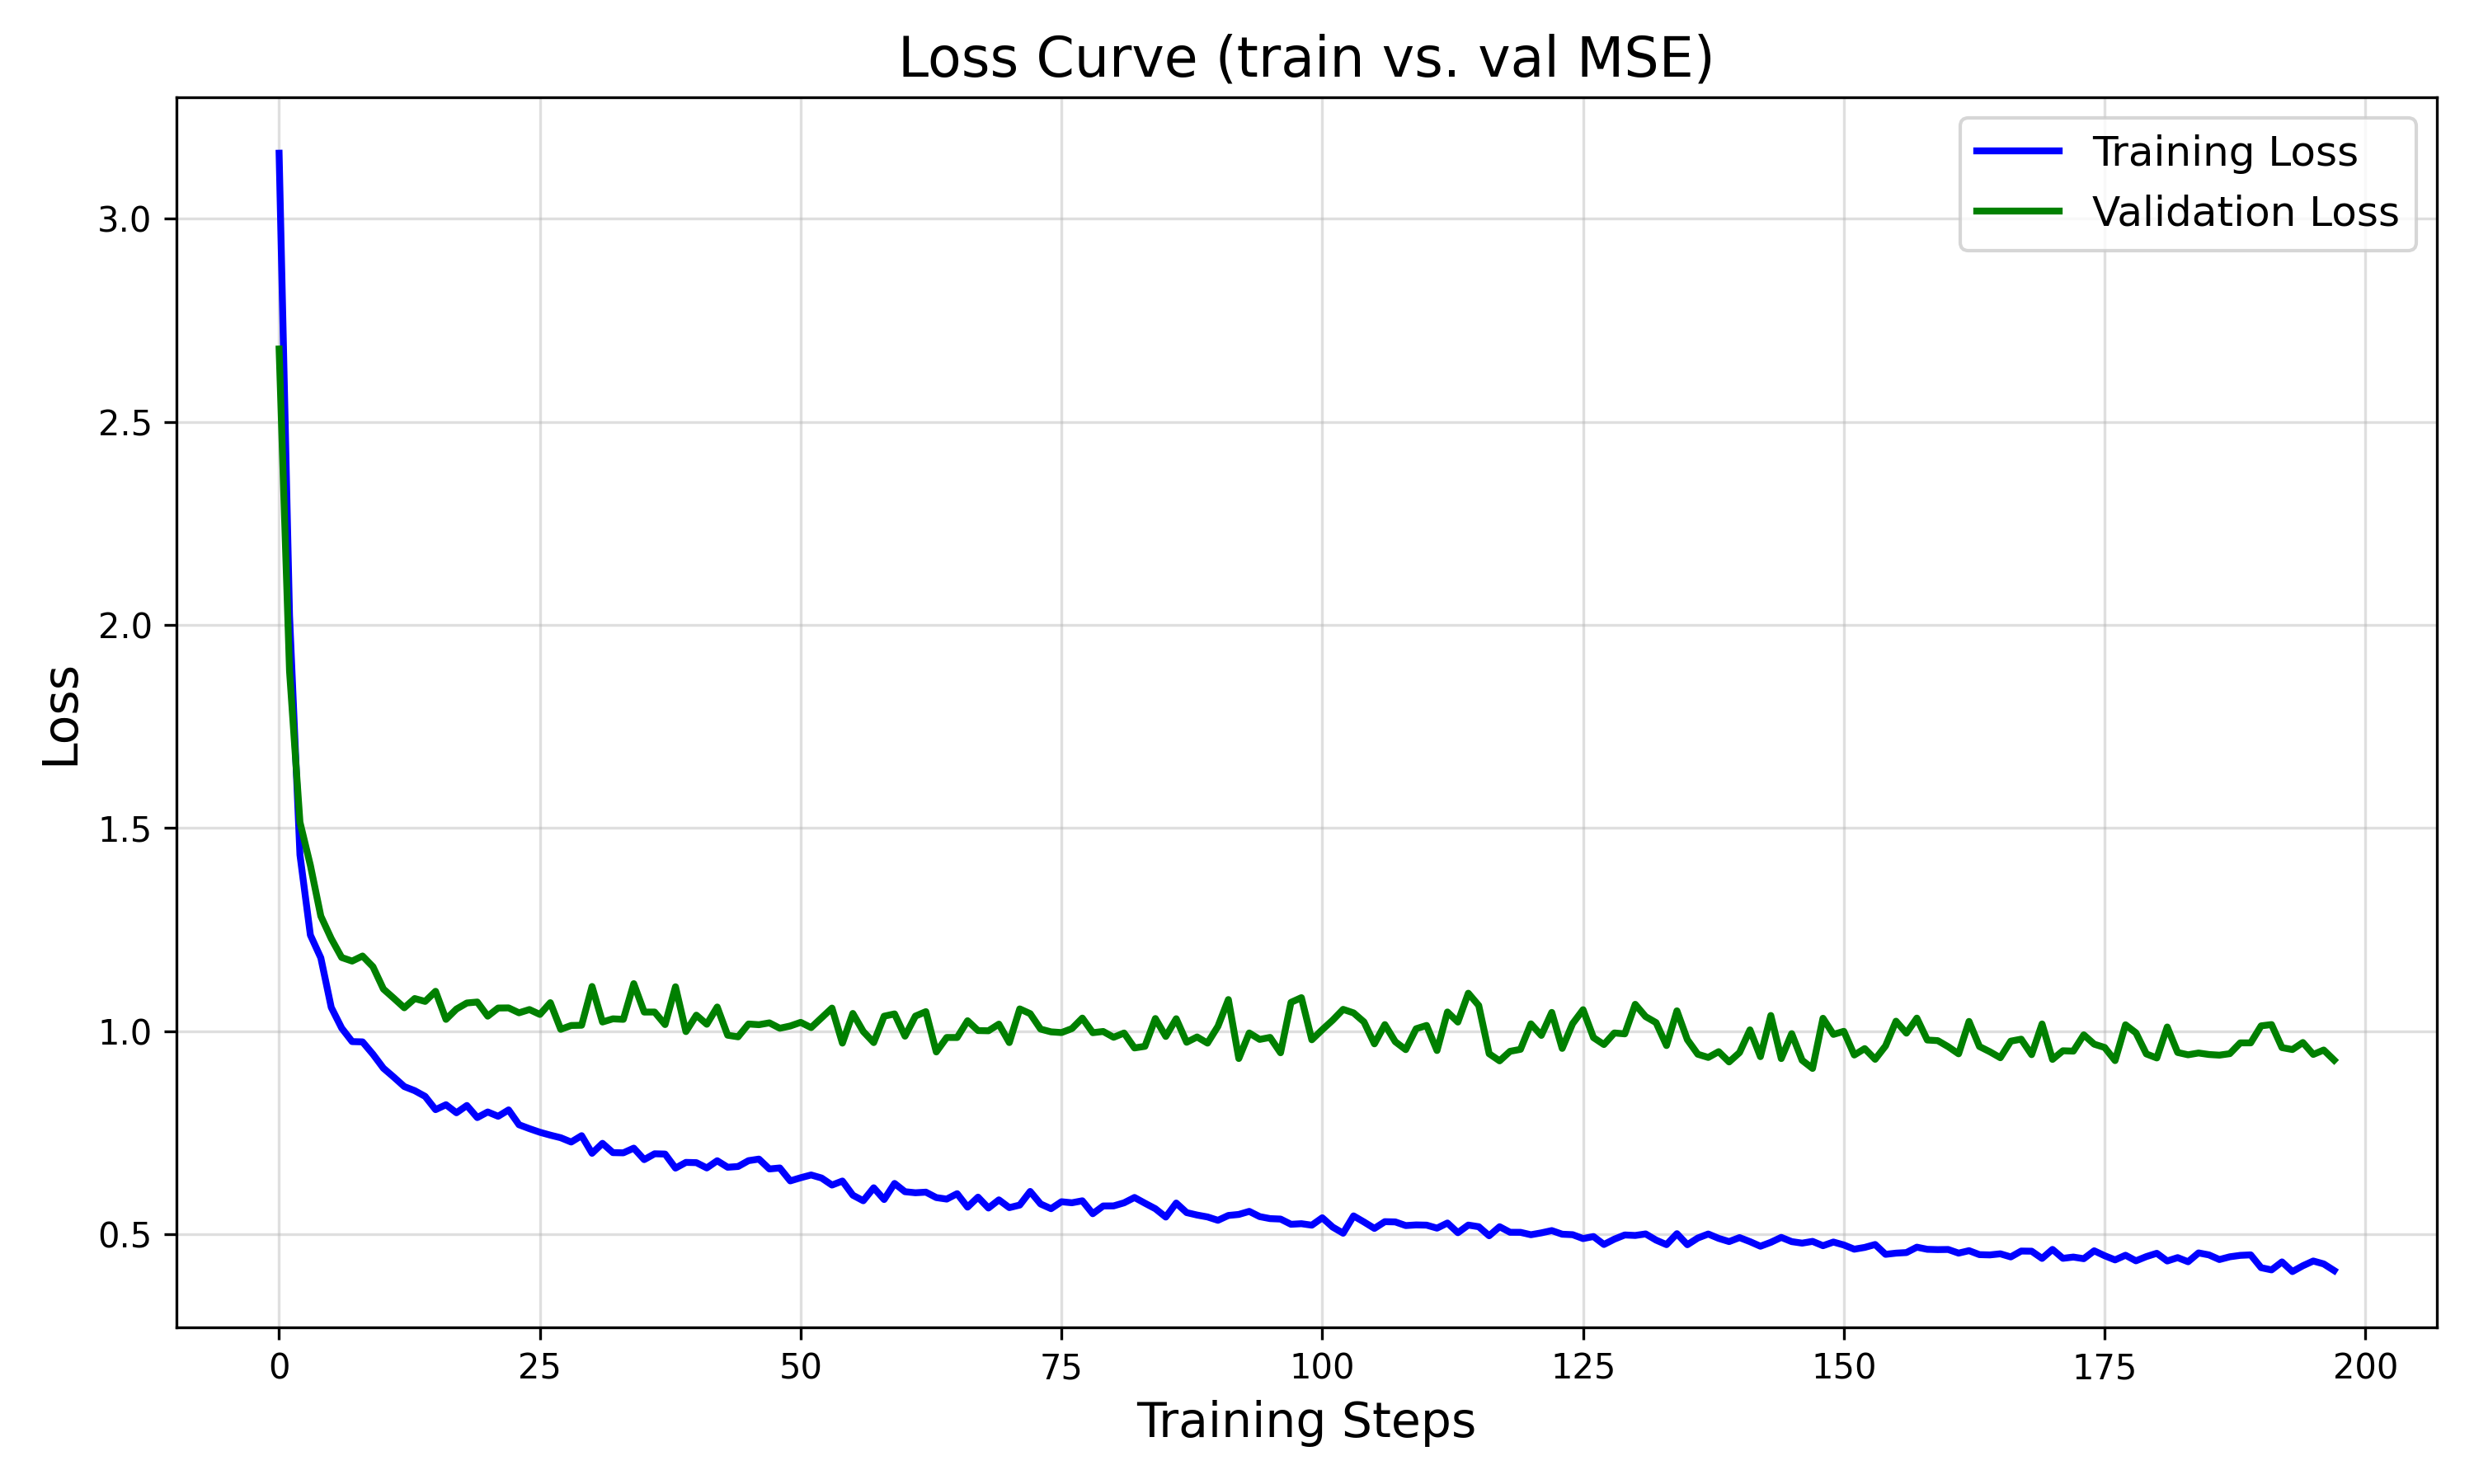 Loss Curve (train vs. val MSE)
Training Loss
Validation Loss
3.0
2.5
2.0
1.5
1.0
0.5
Loss
0 25 50 75 100 125 150 175 200
Training Steps